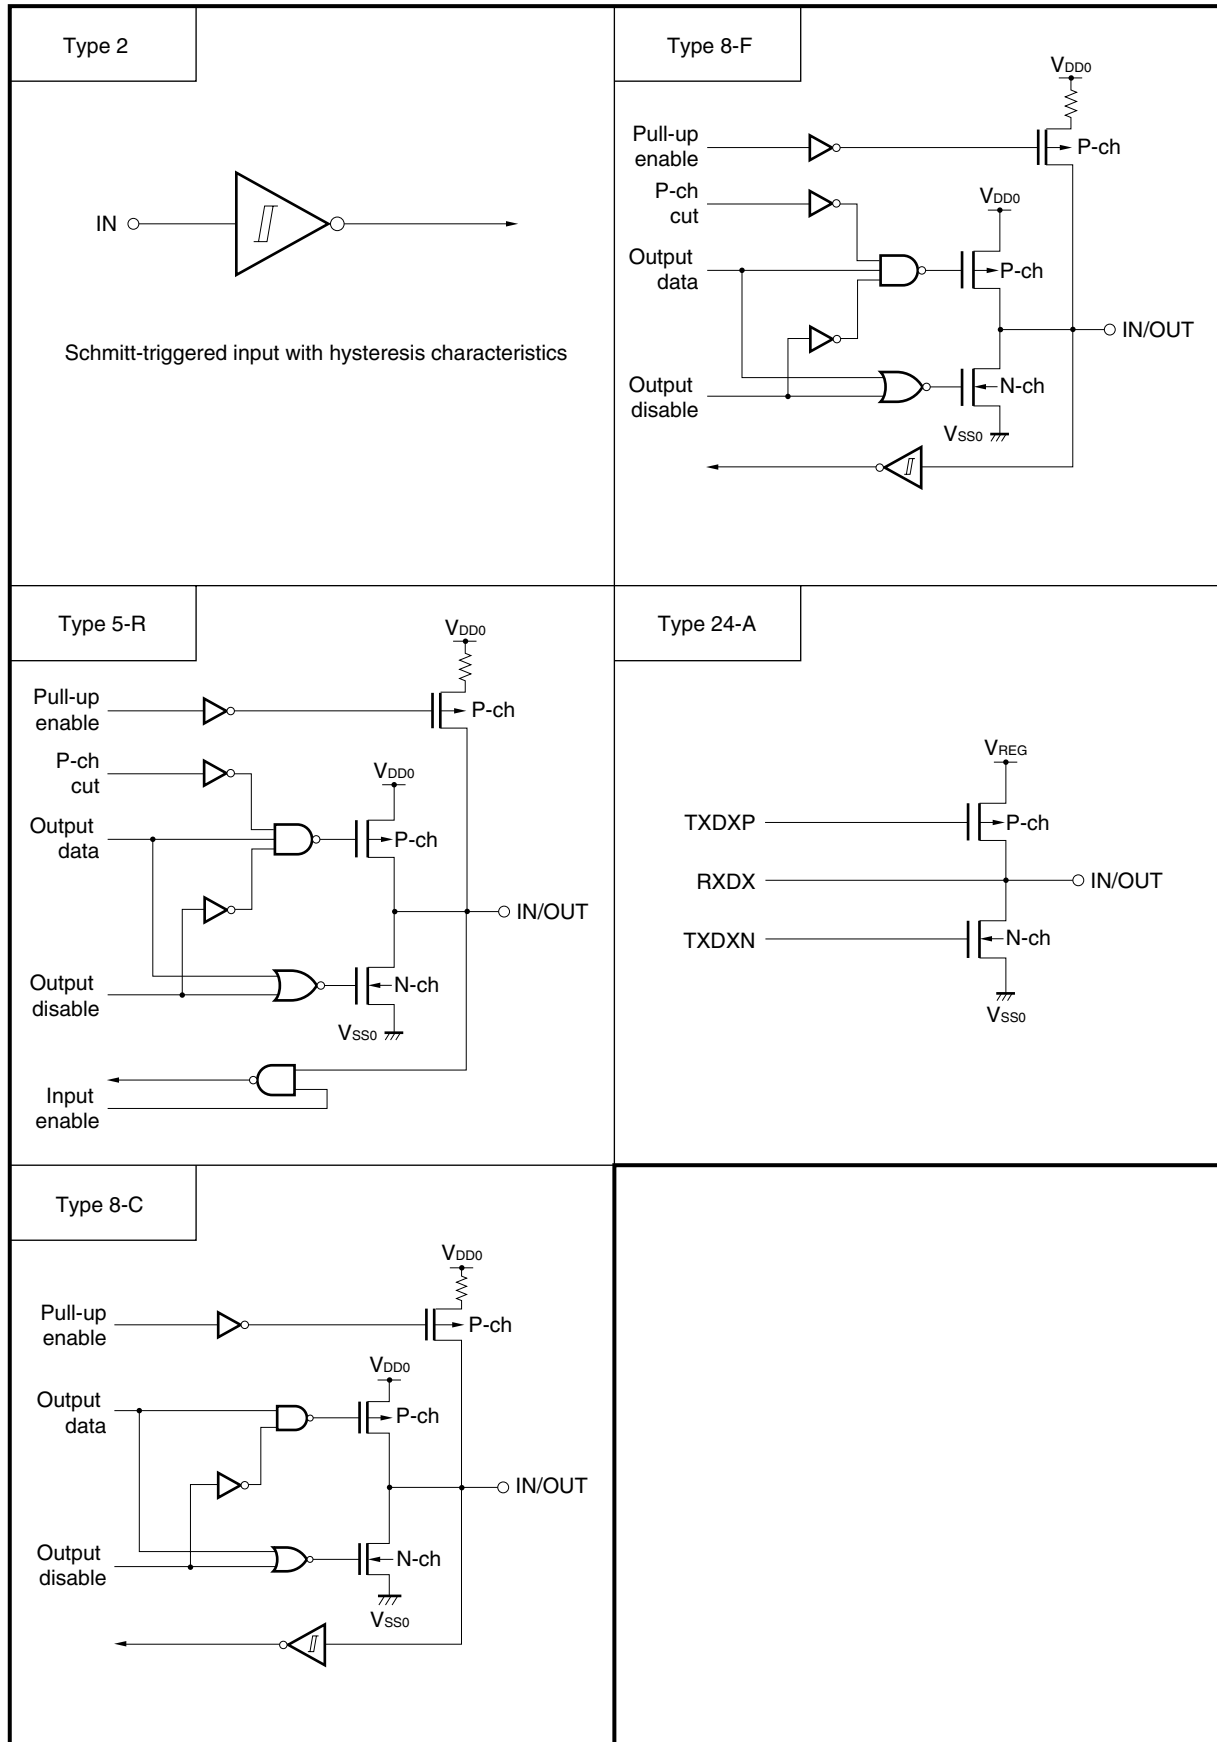 Type 2
IN
Schmitt-triggered input with hysteresis characteristics
Type 8-F
VDD0
Pull-up
enable
P-ch
P-ch
cut
VDD0
Output
data
P-ch
IN/OUT
Output
disable
N-ch
VSS0
Type 5-R
VDD0
Pull-up
enable
P-ch
P-ch
cut
VDD0
Output
data
P-ch
IN/OUT
Output
disable
N-ch
VSS0
Input
enable
Type 24-A
VREG
TXDXP
P-ch
RXDX
IN/OUT
TXDXN
N-ch
VSS0
Type 8-C
VDD0
Pull-up
enable
P-ch
VDD0
Output
data
P-ch
IN/OUT
Output
disable
N-ch
VSS0